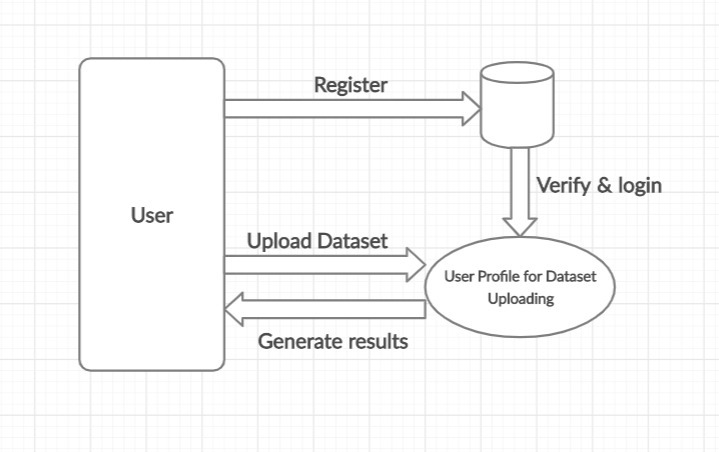 Register
Verify & login
User
Upload Dataset
User Profile for Dataset
Uploading
Generate results